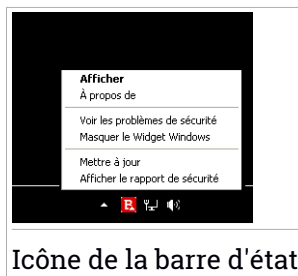 Afficher
À propos de
Voir les problèmes de sécurité
Masquer le Widget Windows
Mettre à jour
Afficher le rapport de sécurité
B
Icône de la barre d'état